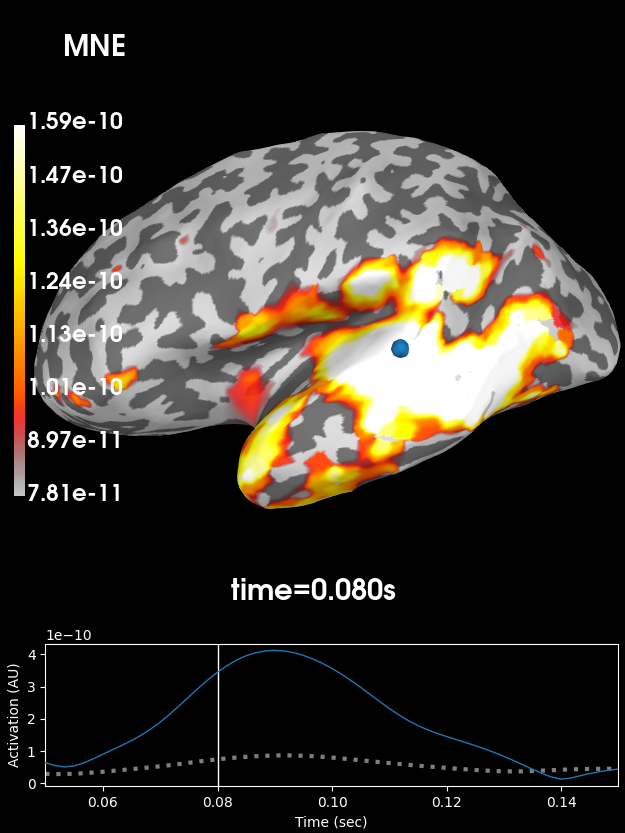 MNE
1.59e-10
1.47e-10
1.36e-10
1.24e-10
1.13e-10
1.01e-10
8.97e-11
7.81e-11
time=0.080s
1e−10
4
3
2
1
0
Activation (AU)
0.06 0.08 0.10 0.12 0.14
Time (sec)